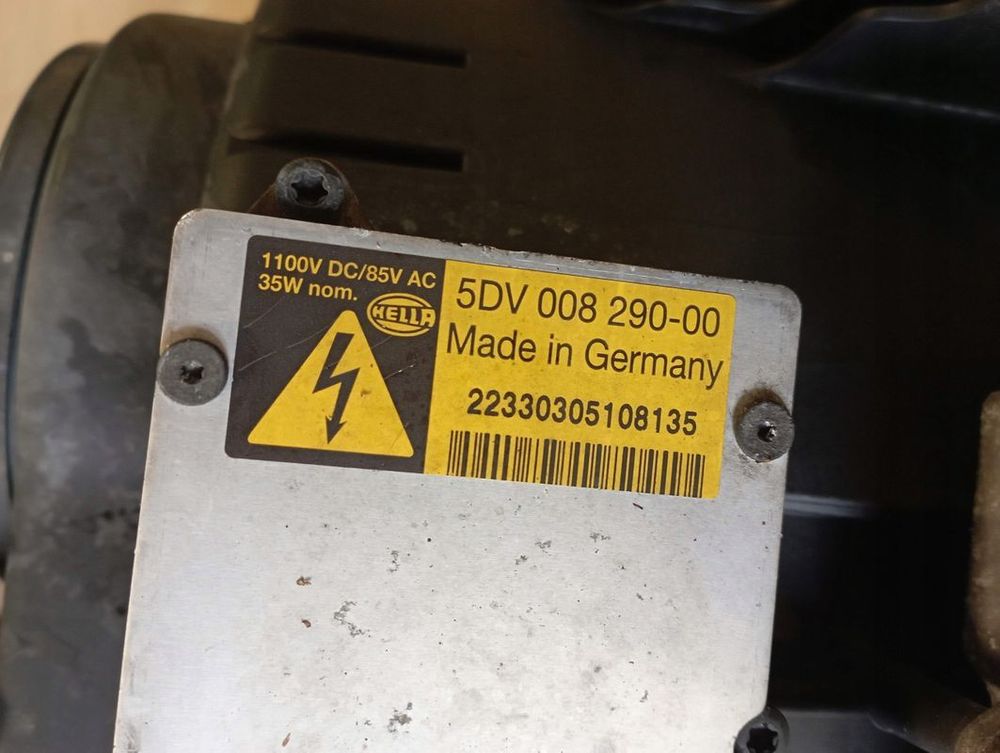 1100V DC/85V AC
35W nom.
HELLA
5DV 008 290-00
Made in Germany
22330305108135